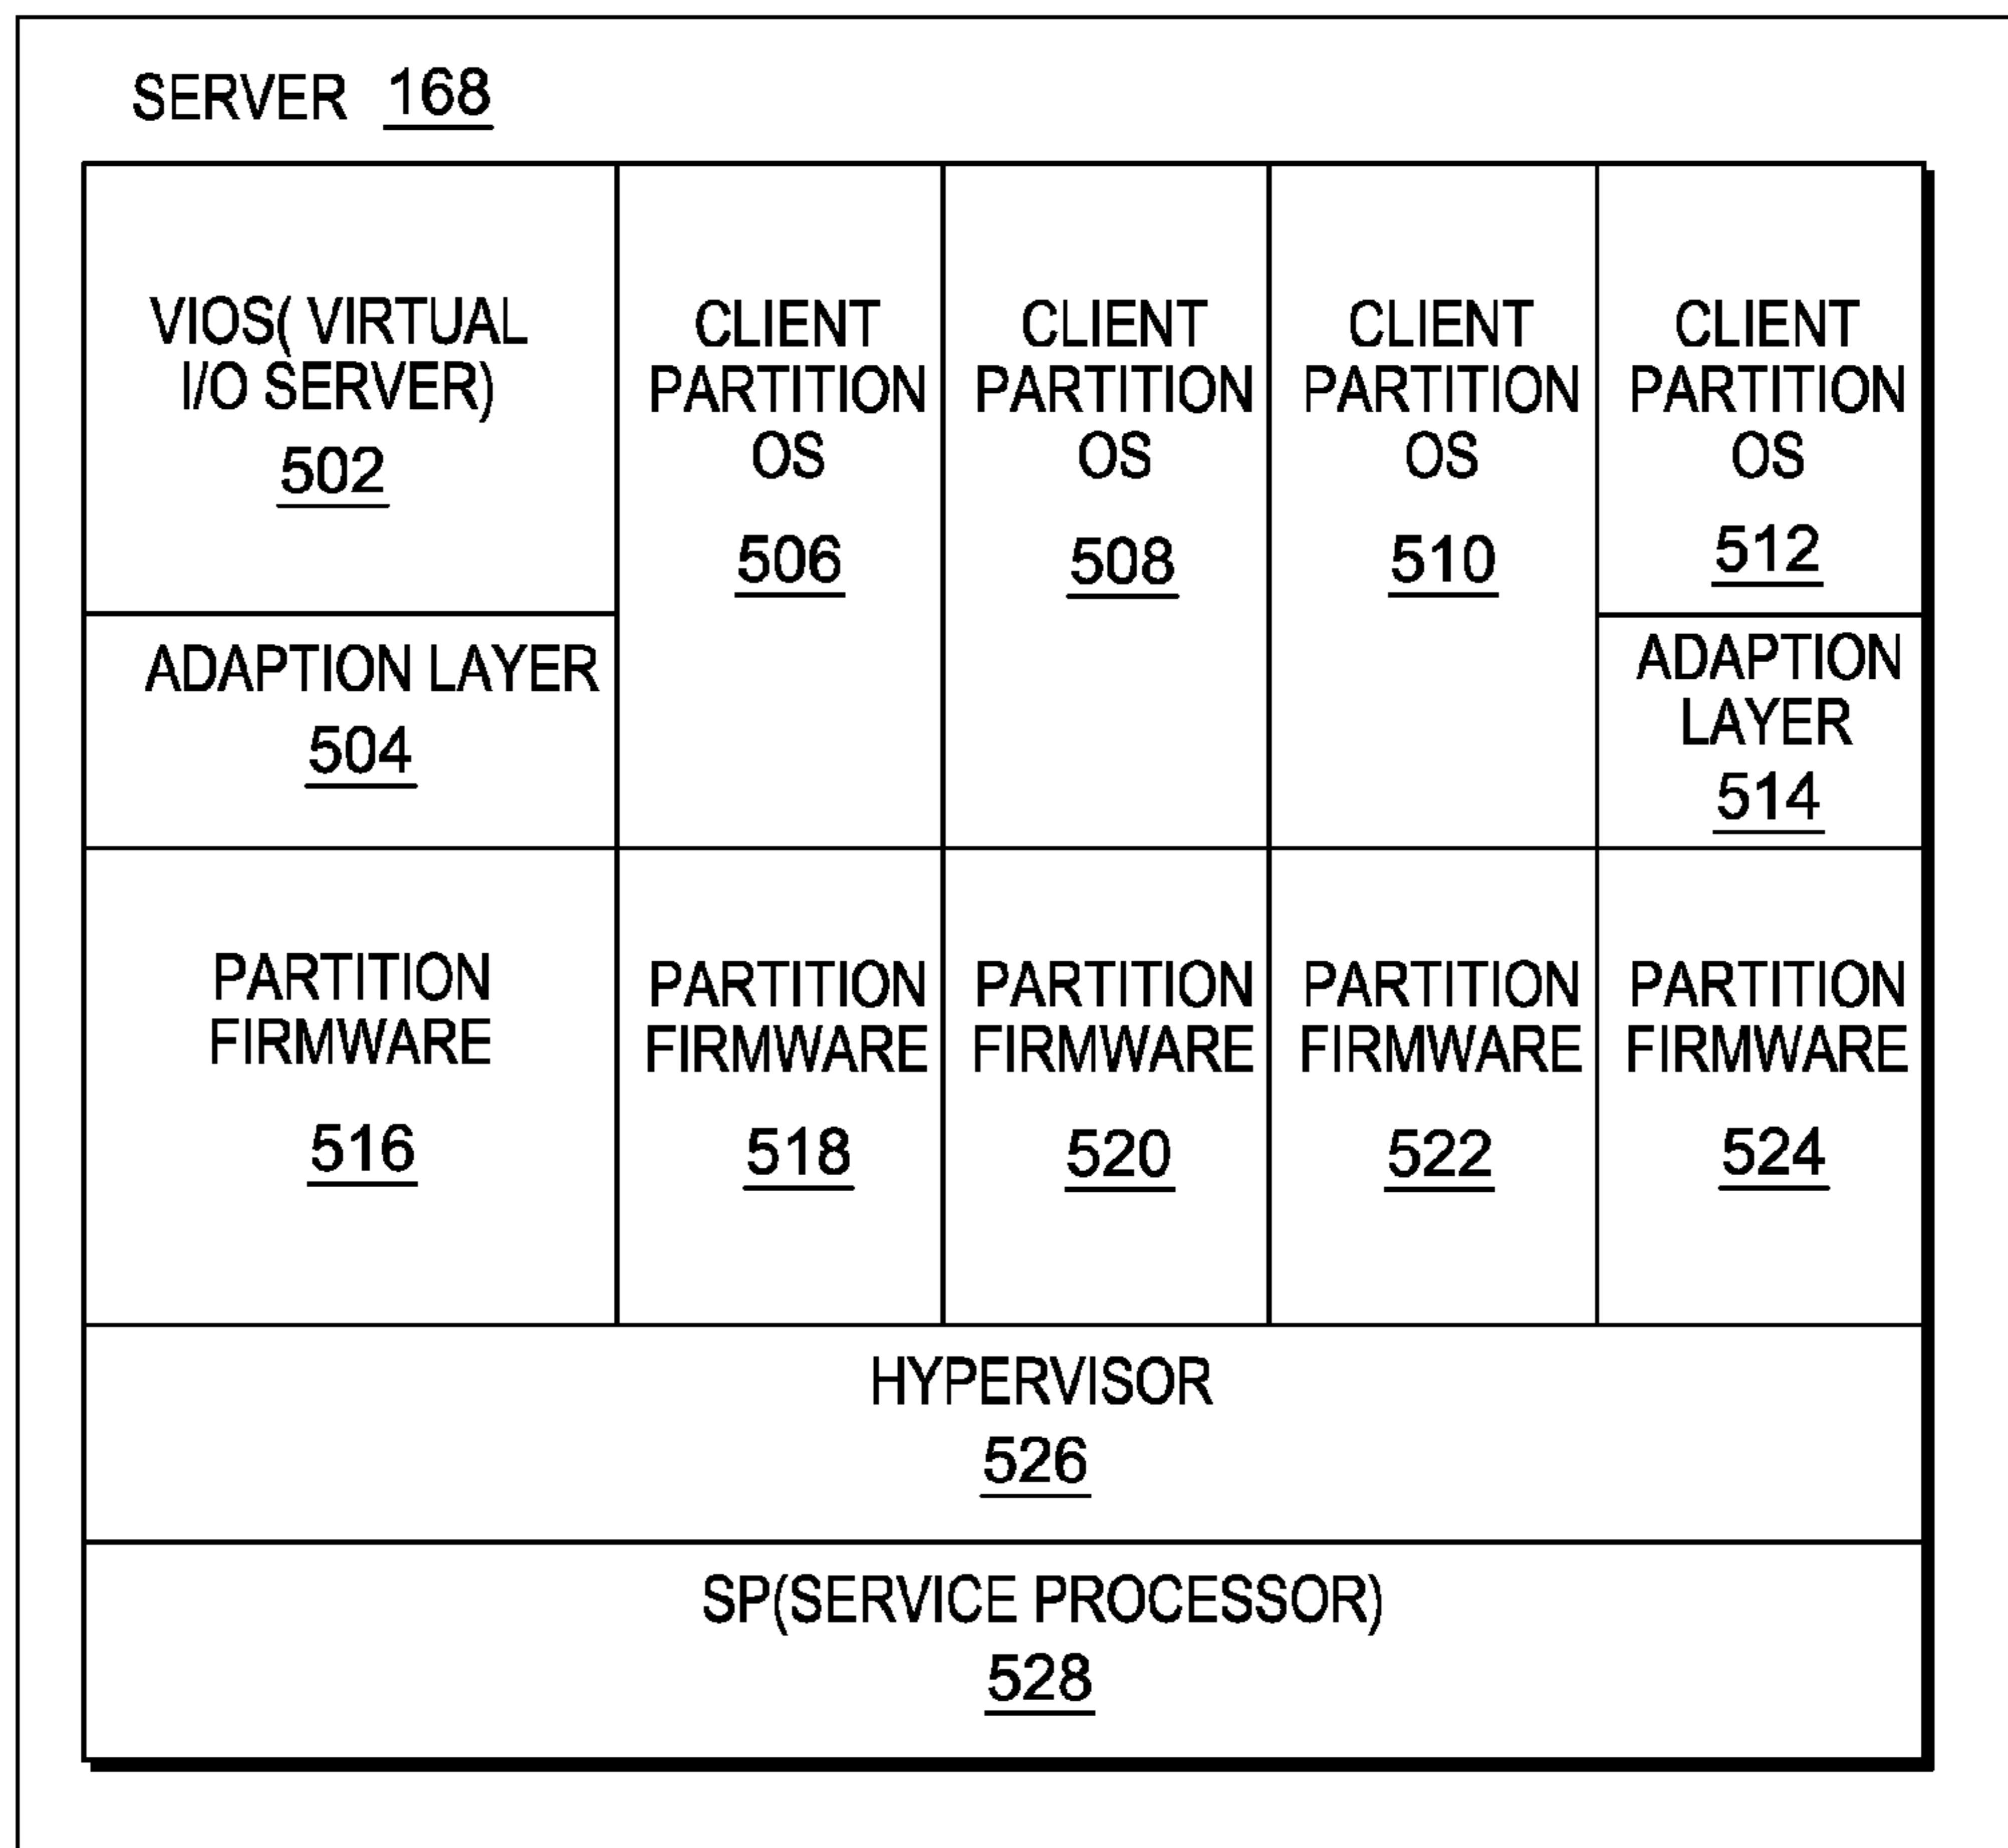 SERVER 168
VIOS( VIRTUAL
I/O SERVER)
502
ADAPTION LAYER
504
CLIENT
PARTITION
OS
506
CLIENT
PARTITION
OS
508
CLIENT
PARTITION
OS
510
CLIENT
PARTITION
OS
512
ADAPTION
LAYER
514
PARTITION
FIRMWARE
516
PARTITION
FIRMWARE
518
PARTITION
FIRMWARE
520
PARTITION
FIRMWARE
522
PARTITION
FIRMWARE
524
HYPERVISOR
526
SP(SERVICE PROCESSOR)
528